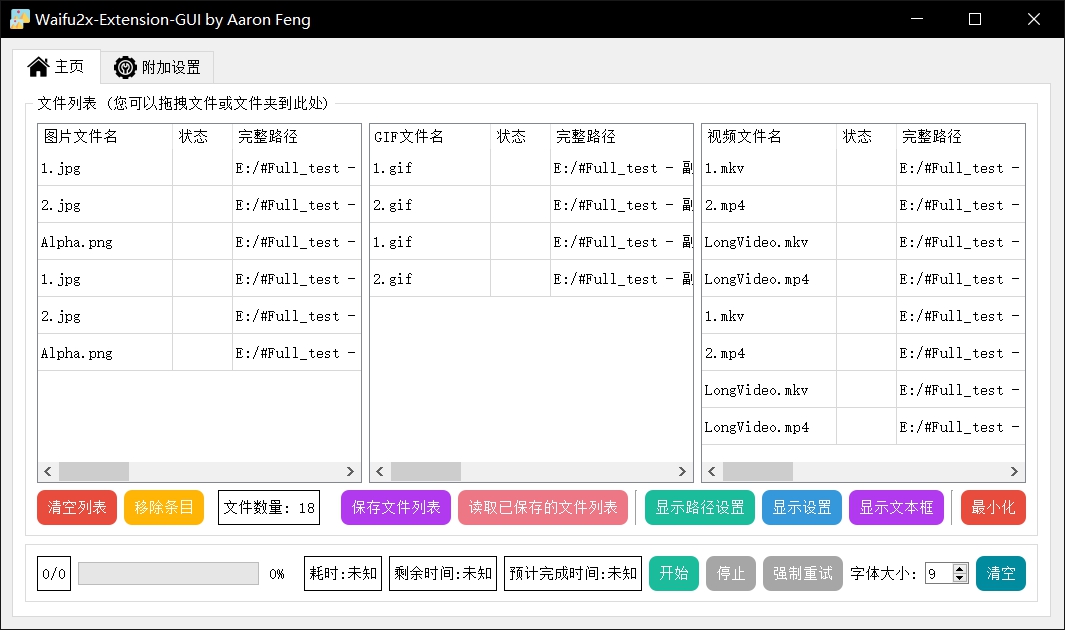 Waifu2x-Extension-GUI by Aaron Feng
主页 附加设置
文件列表 (您可以拖拽文件或文件夹到此处)
图片文件名 状态 完整路径 GIF文件名 状态 完整路径 视频文件名 状态 完整路径
1.jpg E:/#Full_test - 1.gif E:/#Full_test - 副 1.mkv E:/#Full_test -
2.jpg E:/#Full_test - 2.gif E:/#Full_test - 副 2.mp4 E:/#Full_test -
Alpha.png E:/#Full_test - 1.gif E:/#Full_test - 副 LongVideo.mkv E:/#Full_test -
1.jpg E:/#Full_test - 2.gif E:/#Full_test - 副 LongVideo.mp4 E:/#Full_test -
2.jpg E:/#Full_test - 1.mkv E:/#Full_test -
Alpha.png E:/#Full_test - 2.mp4 E:/#Full_test -
LongVideo.mkv E:/#Full_test -
LongVideo.mp4 E:/#Full_test -
清空列表 移除条目 文件数量: 18 保存文件列表 读取已保存的文件列表 显示路径设置 显示设置 显示文本框 最小化
0/0 0% 耗时:未知 剩余时间:未知 预计完成时间:未知 开始 停止 强制重试 字体大小: 9 清空